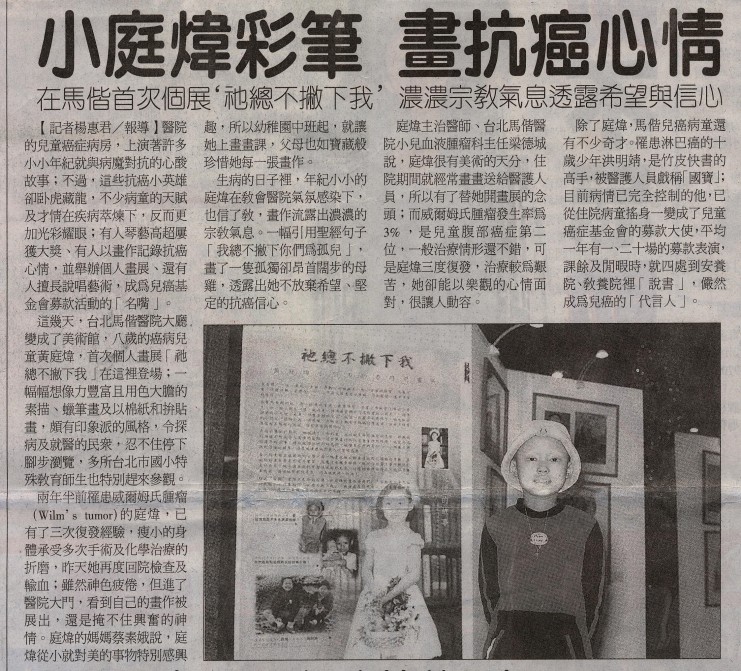 小庭煒彩筆 畫抗癌心情
在馬偕首次個展‘祂總不撇下我’ 濃濃宗教氣息透露希望與信心
【記者楊惠君／報導】醫院
的兒童癌症病房，上演著許多
小小年紀就與病魔對抗的心酸
故事；不過，這些抗癌小英雄
卻臥虎藏龍，不少病童的天賦
及才情在疾病萃煉下，反而更
加光彩耀眼；有人琴藝高超屢
獲大獎、有人以畫作記錄抗癌
心情，並舉辦個人畫展、還有
人擅長說唱藝術，成為兒癌基
金會募款活動的「名嘴」。
這幾天，台北馬偕醫院大廳
變成了美術館，八歲的癌病兒
童黃庭煒，首次個人畫展「祂
總不撇下我」在這裡登場；一
幅幅想像力豐富且用色大膽的
素描、蠟筆畫及以棉紙和拚貼
畫，頗有印象派的風格，令探
病及就醫的民衆，忍不住停下
腳步瀏覽，多所台北市國小特
殊教育師生也特別趕來參觀。
兩年半前罹患威爾姆氏腫瘤
（Wilm's tumor)的庭煒，已
有了三次復發經驗，瘦小的身
體承受多次手術及化學治療的
折磨，昨天她再度回院檢查及
輸血；雖然神色疲倦，但進了
醫院大門，看到自己的畫作被
展出，還是掩不住興奮的神
情。庭煒的媽媽蔡素娥說，庭
煒從小就對美的事物特別感興
趣，所以幼稚園中班起，就讓
她上畫畫課，父母也如寶藏般
珍惜她每一張畫作。
生病的日子裡，年紀小小的
庭煒在教會醫院氣氛感染下，
也信了教，畫作流露出濃濃的
宗教氣息。一幅引用聖經句子
「我總不撇下你們為孤兒」，
畫了一隻孤獨卻昂首闊步的母
雞，透露出她不放棄希望、堅
定的抗癌信心。
庭煒主治醫師、台北馬偕醫
院小兒血液腫瘤科主任梁德城
說，庭煒很有美術的天分，住
院期間就經常畫畫送給醫護人
員，所以有了替她開畫展的念
頭；而威爾姆氏腫瘤發生率為
3%，是兒童腹部癌症第二
位，一般治療情形還不錯，可
是庭煒三度復發，治療較為艱
苦，她卻能以樂觀的心情面
對，很讓人動容。
除了庭煒，馬偕兒癌病童還
有不少奇才。罹患淋巴癌的十
歲少年洪明靖，是竹皮快書的
高手，被醫護人員戲稱「國寶」；
目前病情已完全控制的他，已
從住院病童搖身一變成了兒童
癌症基金會的募款大使，平均
一年有一、二十場的募款表演，
課餘及閒暇時，就四處到安養
院、教養院裡「說書」，儼然
成為兒癌的「代言人」。
祂總不撇下我